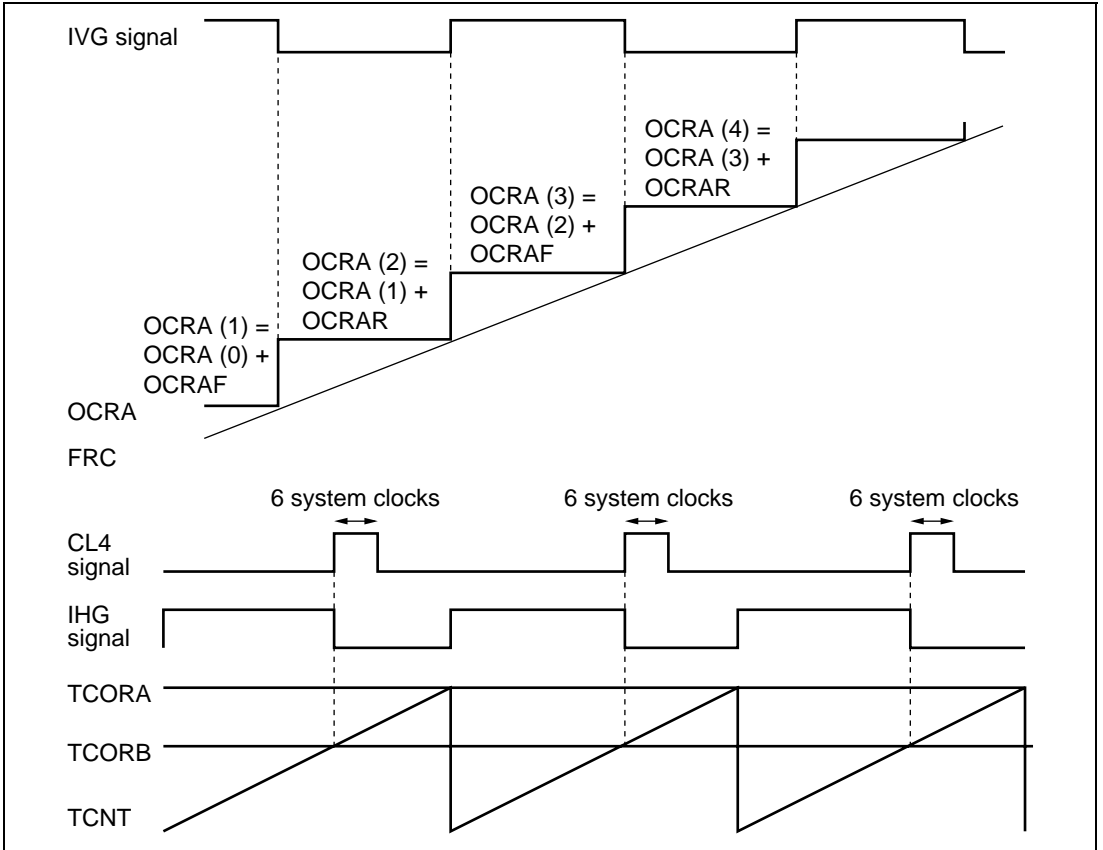 IVG signal
OCRA (4) =
OCRA (3) +
OCRAR
OCRA (3) =
OCRA (2) +
OCRAF
OCRA (2) =
OCRA (1) +
OCRAR
OCRA (1) =
OCRA (0) +
OCRAF
OCRA
FRC
6 system clocks 6 system clocks 6 system clocks
CL4
signal
IHG
signal
TCORA
TCORB
TCNT